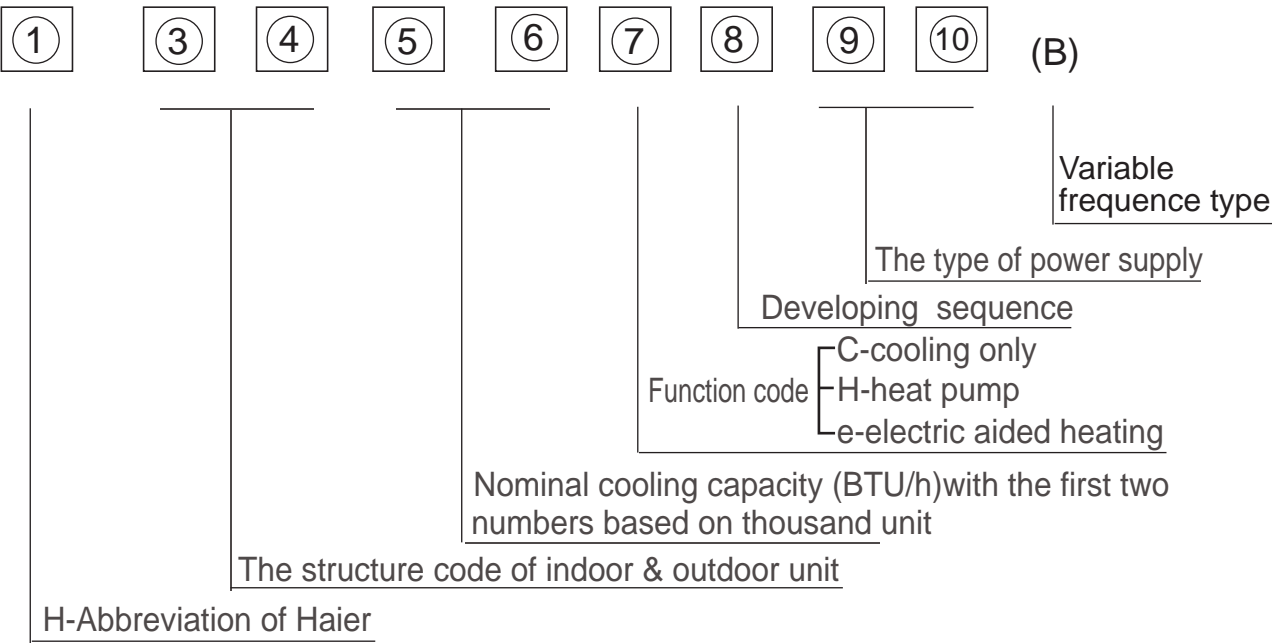 ① ③ ④ ⑤ ⑥ ⑦ ⑧ ⑨ ⑩ (B)
Variable
frequence type
The type of power supply
Developing sequence
C-cooling only
Function code H-heat pump
e-electric aided heating
Nominal cooling capacity (BTU/h)with the first two
numbers based on thousand unit
The structure code of indoor & outdoor unit
H-Abbreviation of Haier